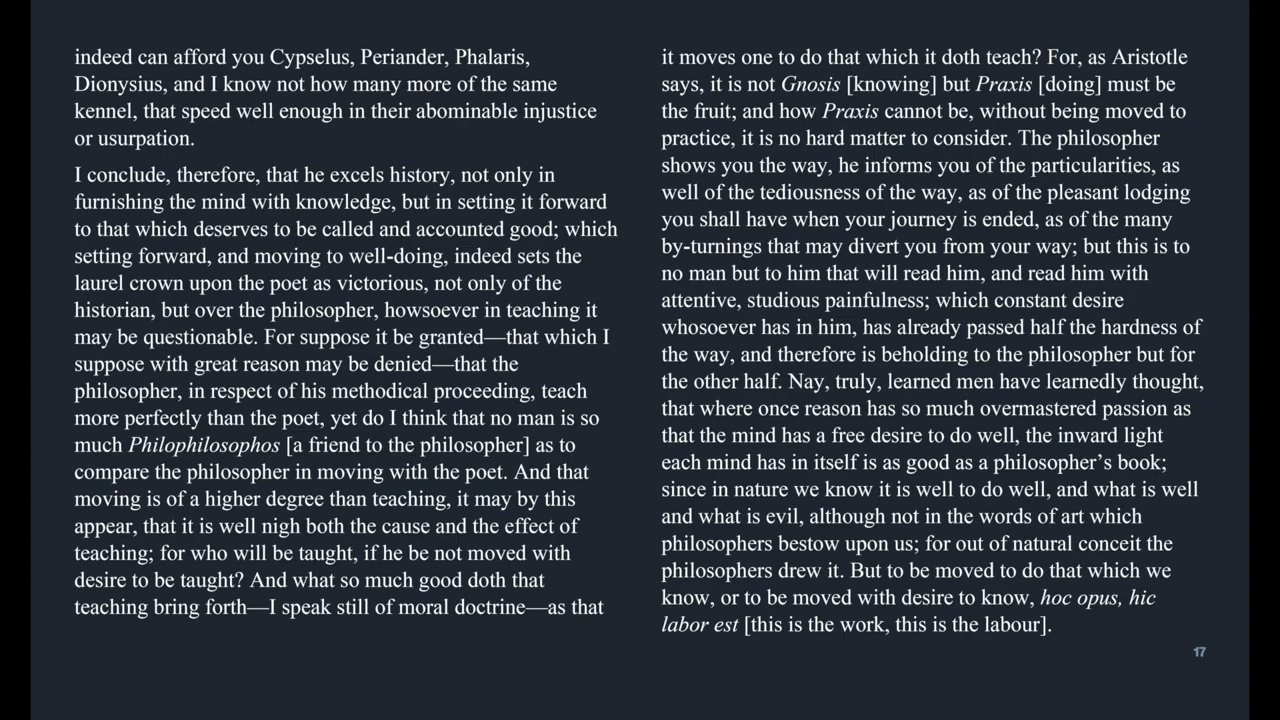 indeed can afford you Cypselus, Periander, Phalaris,
Dionysius, and I know not how many more of the same
kennel, that speed well enough in their abominable injustice
or usurpation.
I conclude, therefore, that he excels history, not only in
furnishing the mind with knowledge, but in setting it forward
to that which deserves to be called and accounted good; which
setting forward, and moving to well-doing, indeed sets the
laurel crown upon the poet as victorious, not only of the
historian, but over the philosopher, howsoever in teaching it
may be questionable. For suppose it be granted—that which I
suppose with great reason may be denied—that the
philosopher, in respect of his methodical proceeding, teach
more perfectly than the poet, yet do I think that no man is so
much Philophilosophos [a friend to the philosopher] as to
compare the philosopher in moving with the poet. And that
moving is of a higher degree than teaching, it may by this
appear, that it is well nigh both the cause and the effect of
teaching; for who will be taught, if he be not moved with
desire to be taught? And what so much good doth that
teaching bring forth—I speak still of moral doctrine—as that
it moves one to do that which it doth teach? For, as Aristotle
says, it is not Gnosis [knowing] but Praxis [doing] must be
the fruit; and how Praxis cannot be, without being moved to
practice, it is no hard matter to consider. The philosopher
shows you the way, he informs you of the particularities, as
well of the tediousness of the way, as of the pleasant lodging
you shall have when your journey is ended, as of the many
by-turnings that may divert you from your way; but this is to
no man but to him that will read him, and read him with
attentive, studious painfulness; which constant desire
whosoever has in him, has already passed half the hardness of
the way, and therefore is beholding to the philosopher but for
the other half. Nay, truly, learned men have learnedly thought,
that where once reason has so much overmastered passion as
that the mind has a free desire to do well, the inward light
each mind has in itself is as good as a philosopher’s book;
since in nature we know it is well to do well, and what is well
and what is evil, although not in the words of art which
philosophers bestow upon us; for out of natural conceit the
philosophers drew it. But to be moved to do that which we
know, or to be moved with desire to know, hoc opus, hic
labor est [this is the work, this is the labour].
17